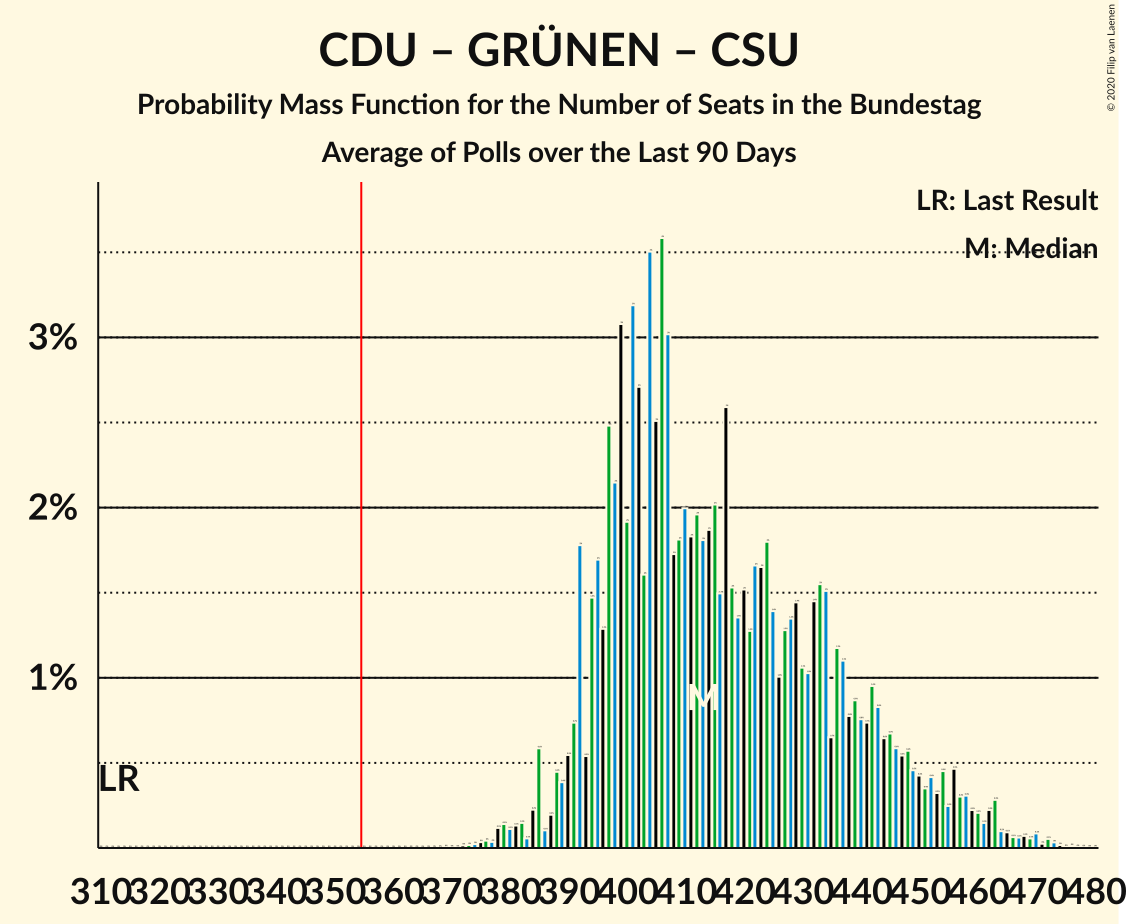 CDU – GRÜNEN – CSU
Probability Mass Function for the Number of Seats in the Bundestag
Average of Polls over the Last 90 Days
© 2020 Filip van Laenen
LR: Last Result
M: Median
3%
2%
1%
M
LR
310 320 330 340 350 360 370 380 390 400 410 420 430 440 450 460 470 480